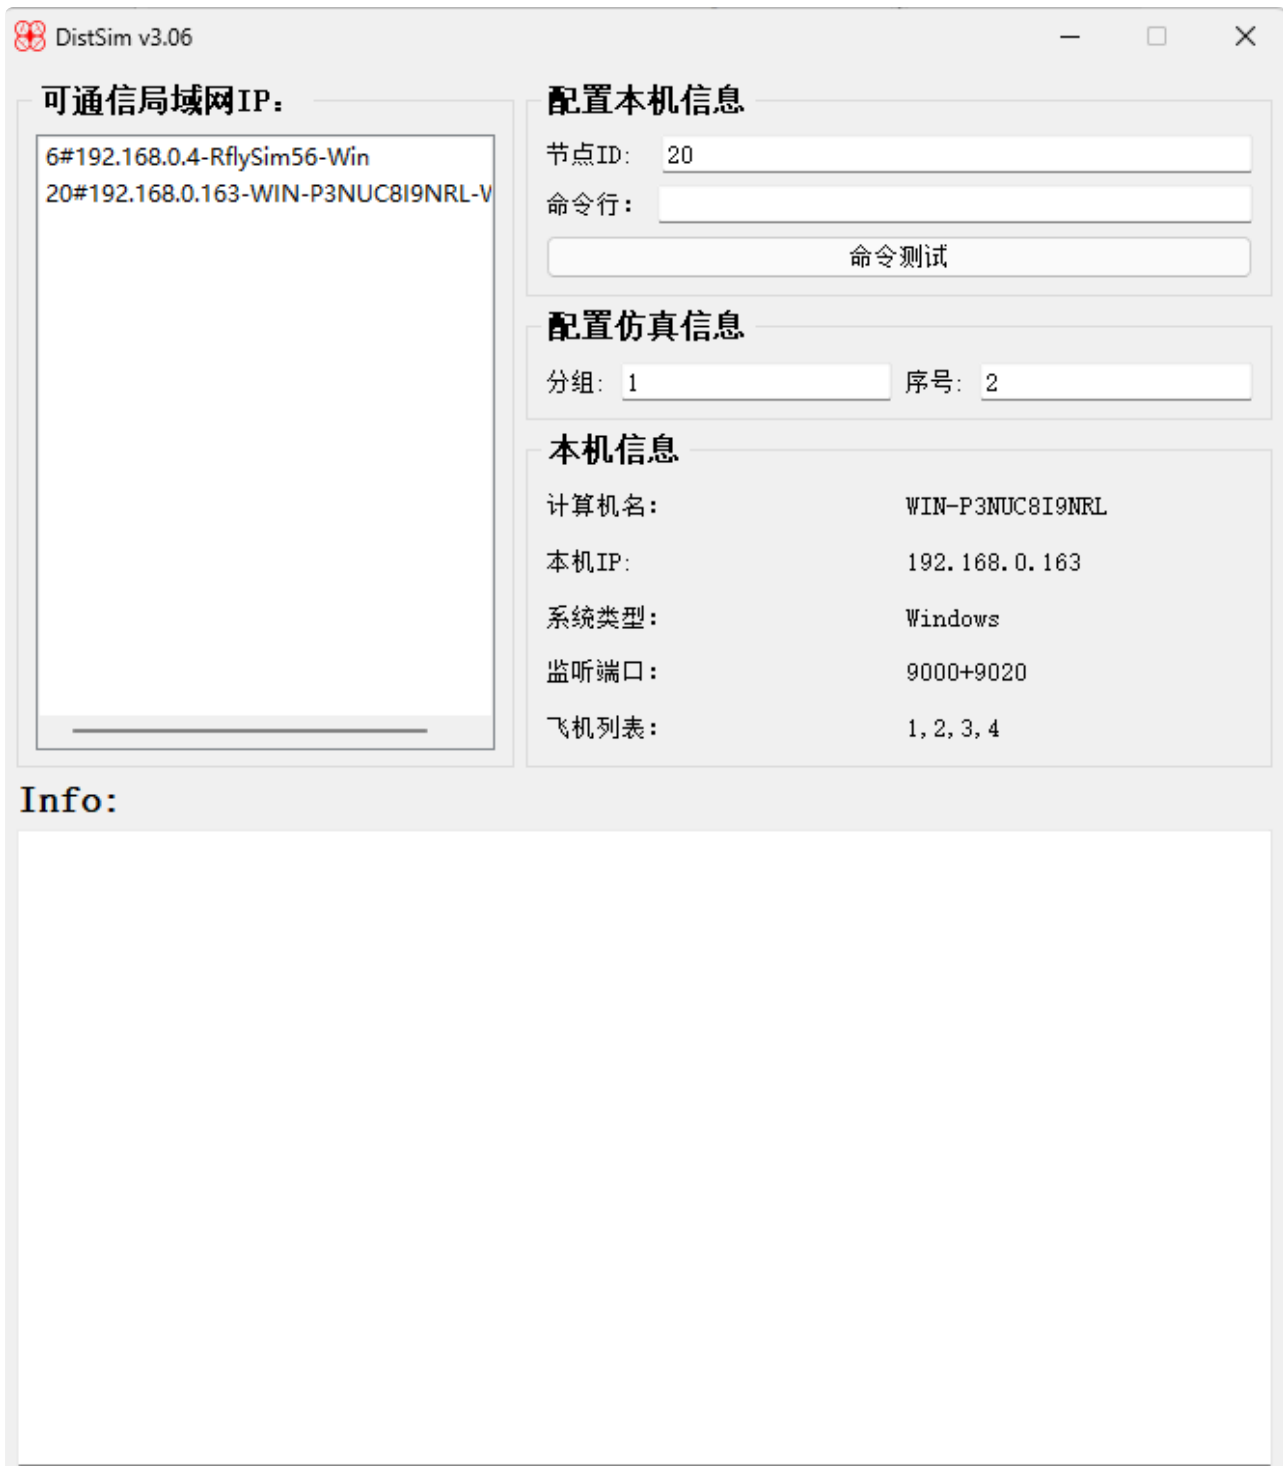 DistSim v3.06
可通信局域网IP：
6#192.168.0.4-RflySim56-Win
20#192.168.0.163-WIN-P3NUC8I9NRL-W
配置本机信息
节点ID: 20
命令行：
命令测试
配置仿真信息
分组: 1 序号: 2
本机信息
计算机名： WIN-P3NUC8I9NRL
本机IP: 192.168.0.163
系统类型： Windows
监听端口： 9000+9020
飞机列表： 1,2,3,4
Info: